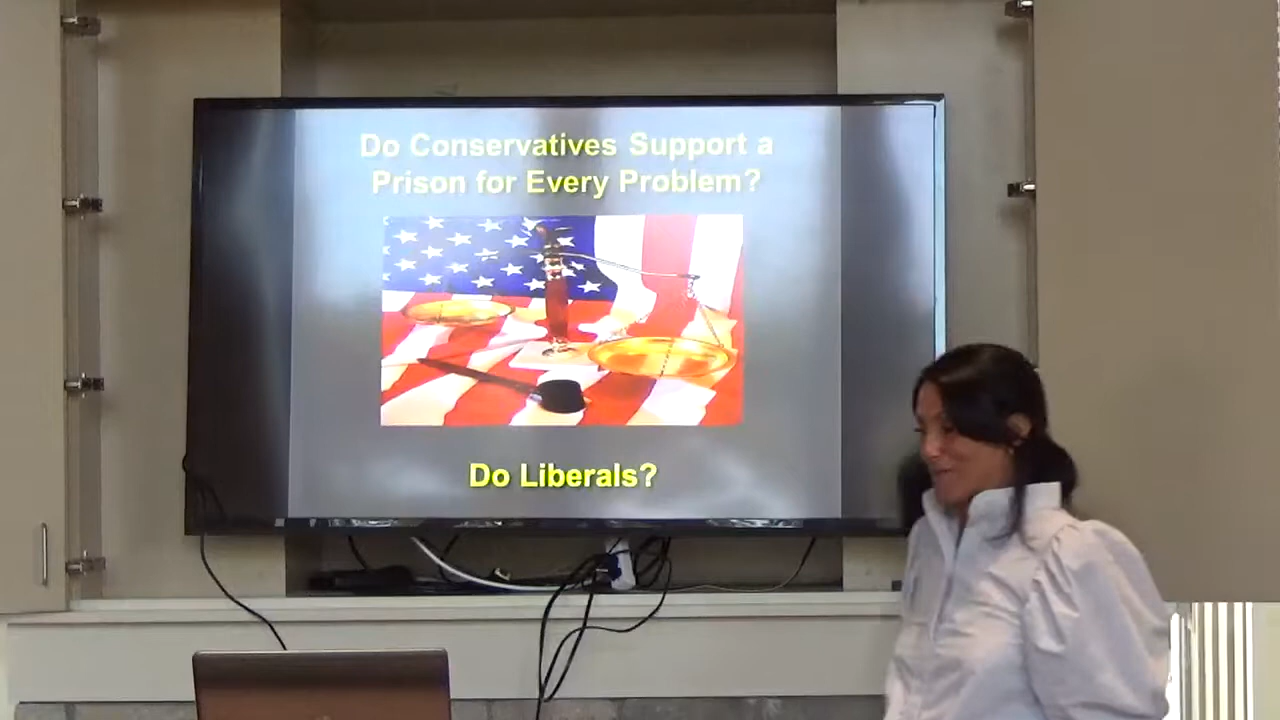 Do Conservatives Support a
Prison for Every Problem?
Do Liberals?